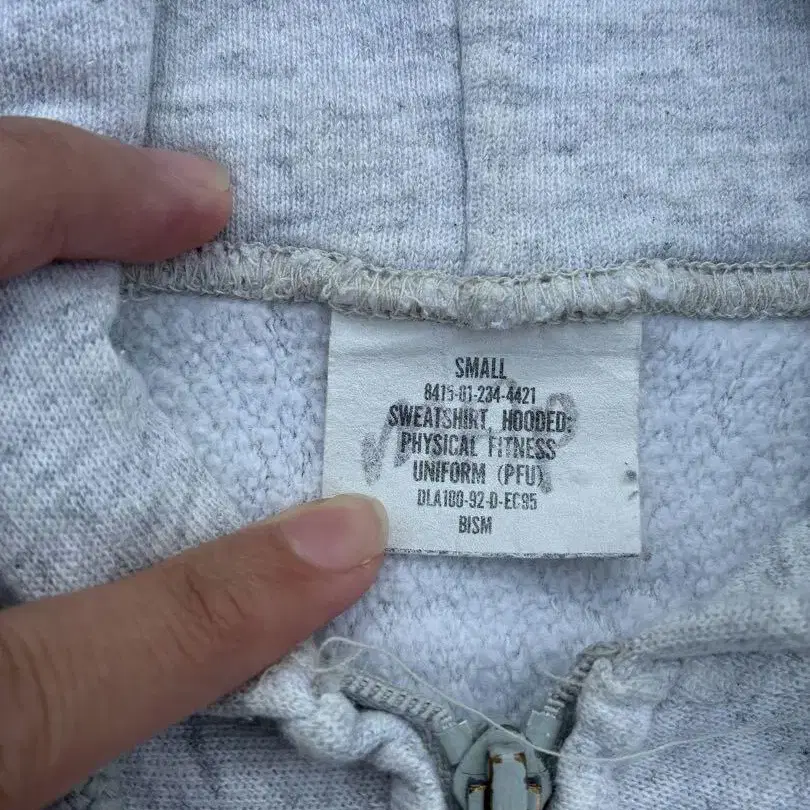 SMALL
8415-01-234-4421
SWEATSHIRT, HOODED:
PHYSICAL FITNESS
UNIFORM (PFU)
DLA100-92-D-EC95
BISM